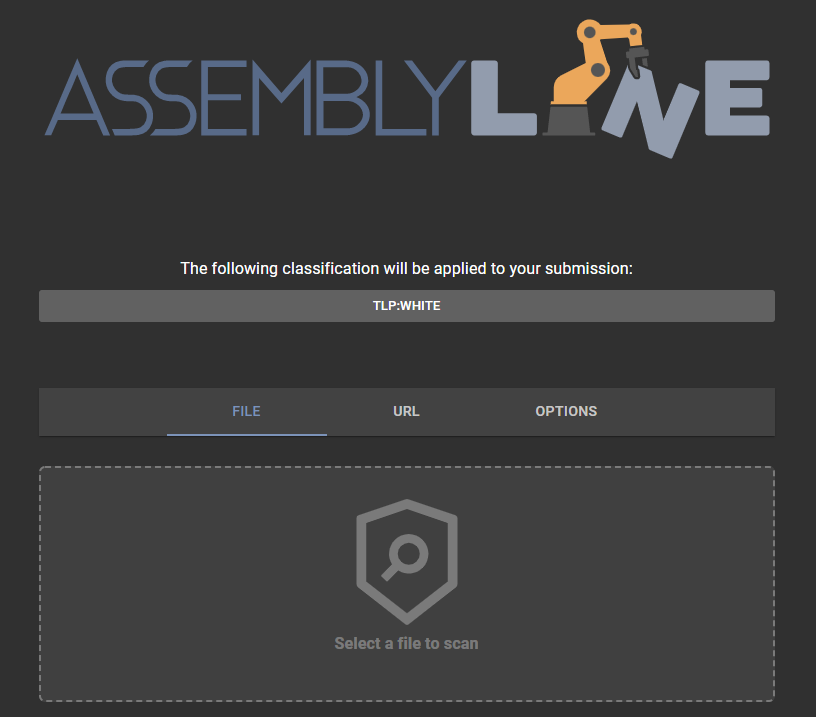 ASSEMBLYLINE
The following classification will be applied to your submission:
TLP:WHITE
FILE URL OPTIONS
Select a file to scan